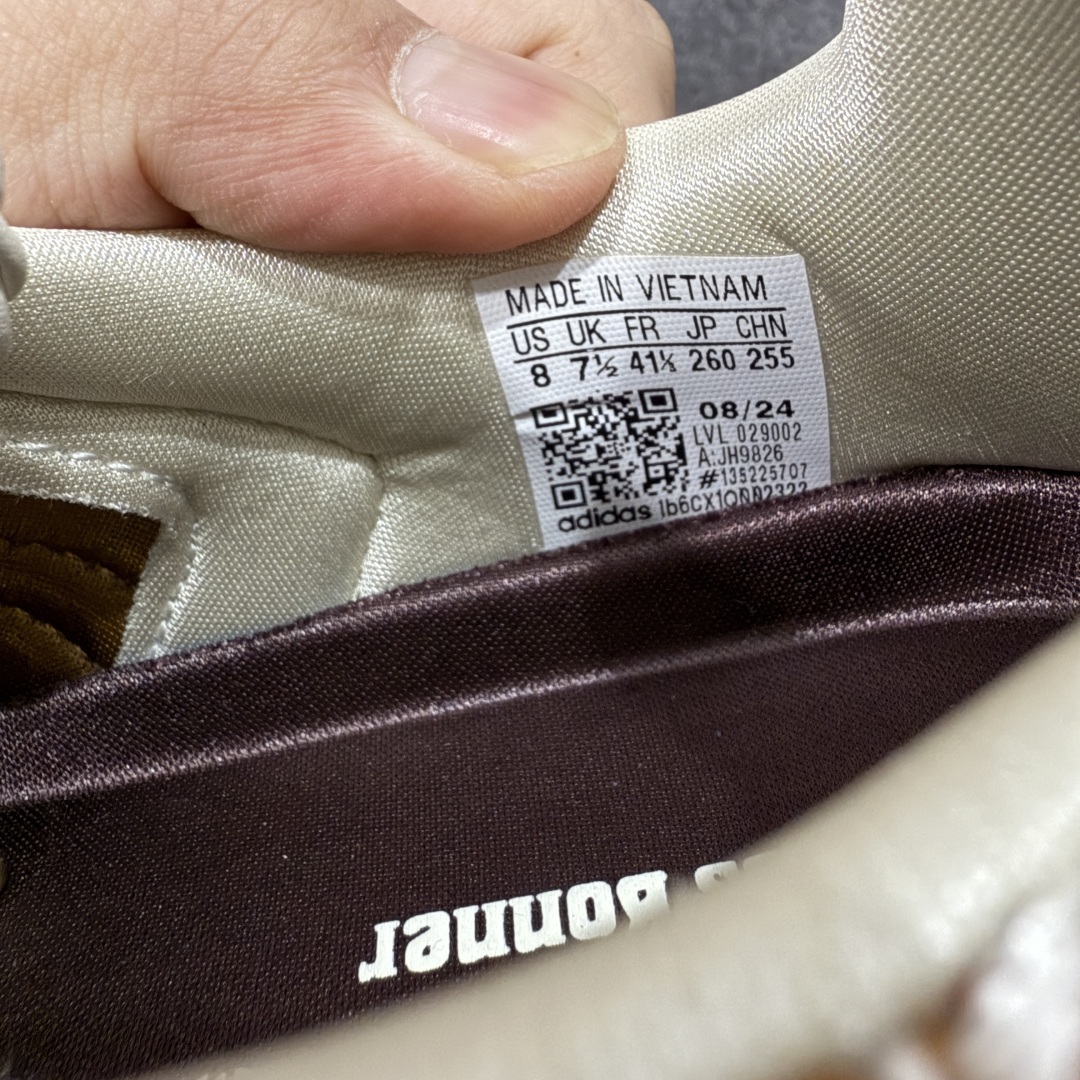 MADE IN VIETNAM
US UK FR JP CHN
8 7½ 41⅓ 260 255
08/24
LVL 029002
A:JH9826
#135225707
adidas
Bonner